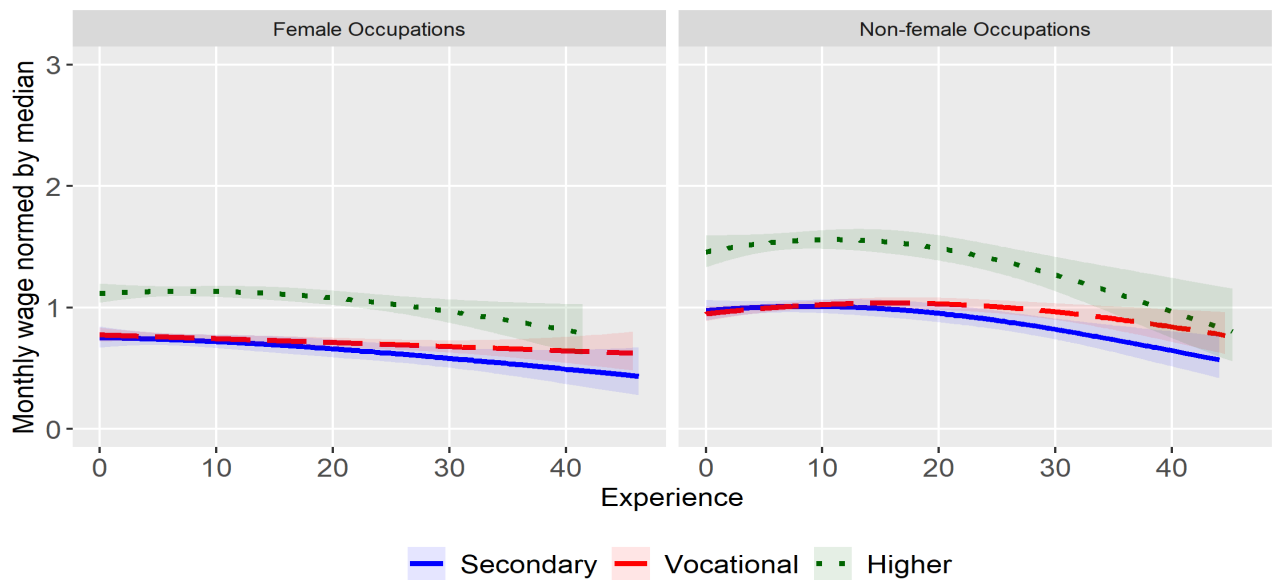 Female Occupations
Non-female Occupations
Monthly wage normed by median
3
2
1
0
0 10 20 30 40
0 10 20 30 40
Experience
Secondary Vocational Higher